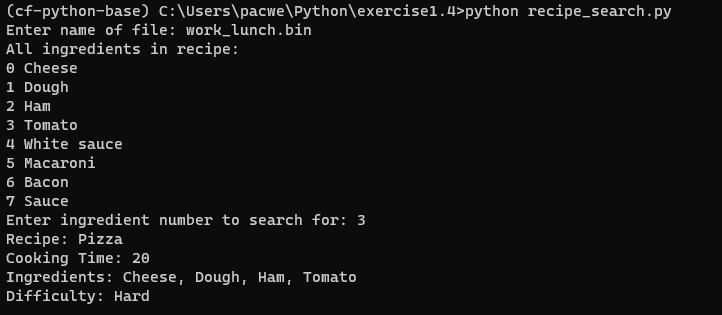 (cf-python-base) C:\Users\pacwe\Python\exercise1.4>python recipe_search.py
Enter name of file: work_lunch.bin
All ingredients in recipe:
0 Cheese
1 Dough
2 Ham
3 Tomato
4 White sauce
5 Macaroni
6 Bacon
7 Sauce
Enter ingredient number to search for: 3
Recipe: Pizza
Cooking Time: 20
Ingredients: Cheese, Dough, Ham, Tomato
Difficulty: Hard